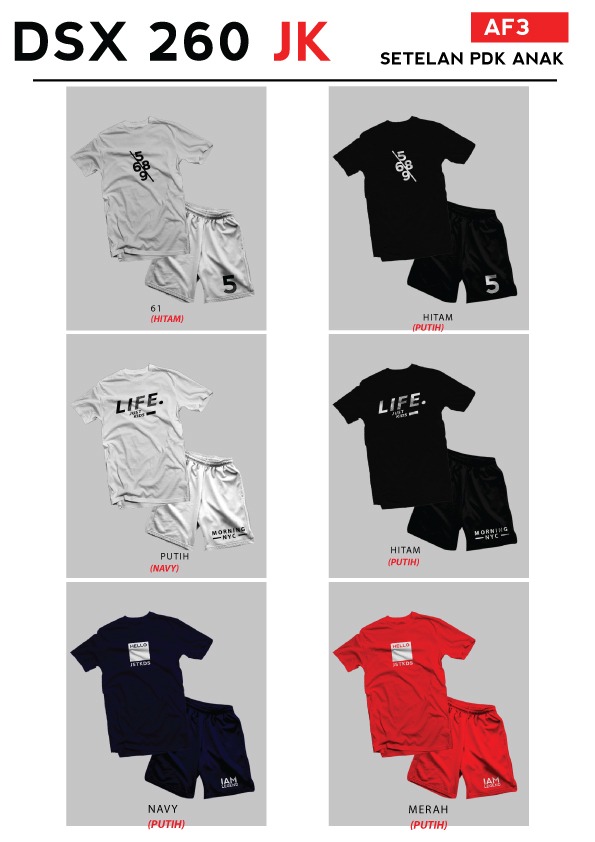 DSX 260 JK
AF3
SETELAN PDK ANAK
5
68
9
5
61
(HITAM)
5
68
9
5
HITAM
(PUTIH)
LIFE.
JUST
KIDS
MORNING
NYC
PUTIH
(NAVY)
LIFE.
JUST
KIDS
MORNING
NYC
HITAM
(PUTIH)
HELLO
JSTKDS
IAM
LEGEND
NAVY
(PUTIH)
HELLO
JSTKDS
IAM
LEGEND
MERAH
(PUTIH)